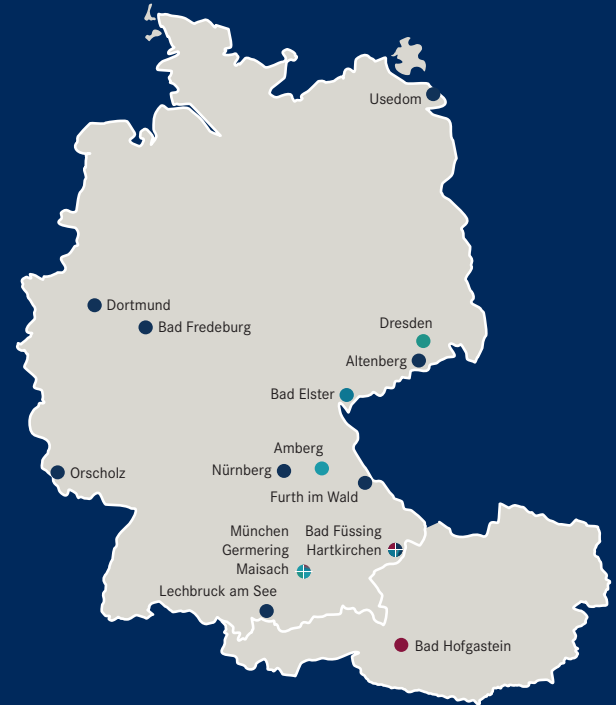 Usedom
Dortmund
Bad Fredeburg
Dresden
Altenberg
Bad Elster
Amberg
Nürnberg
Orscholz
Furth im Wald
München
Germering
Maisach
Bad Füssing
Hartkirchen
Lechbruck am See
Bad Hofgastein